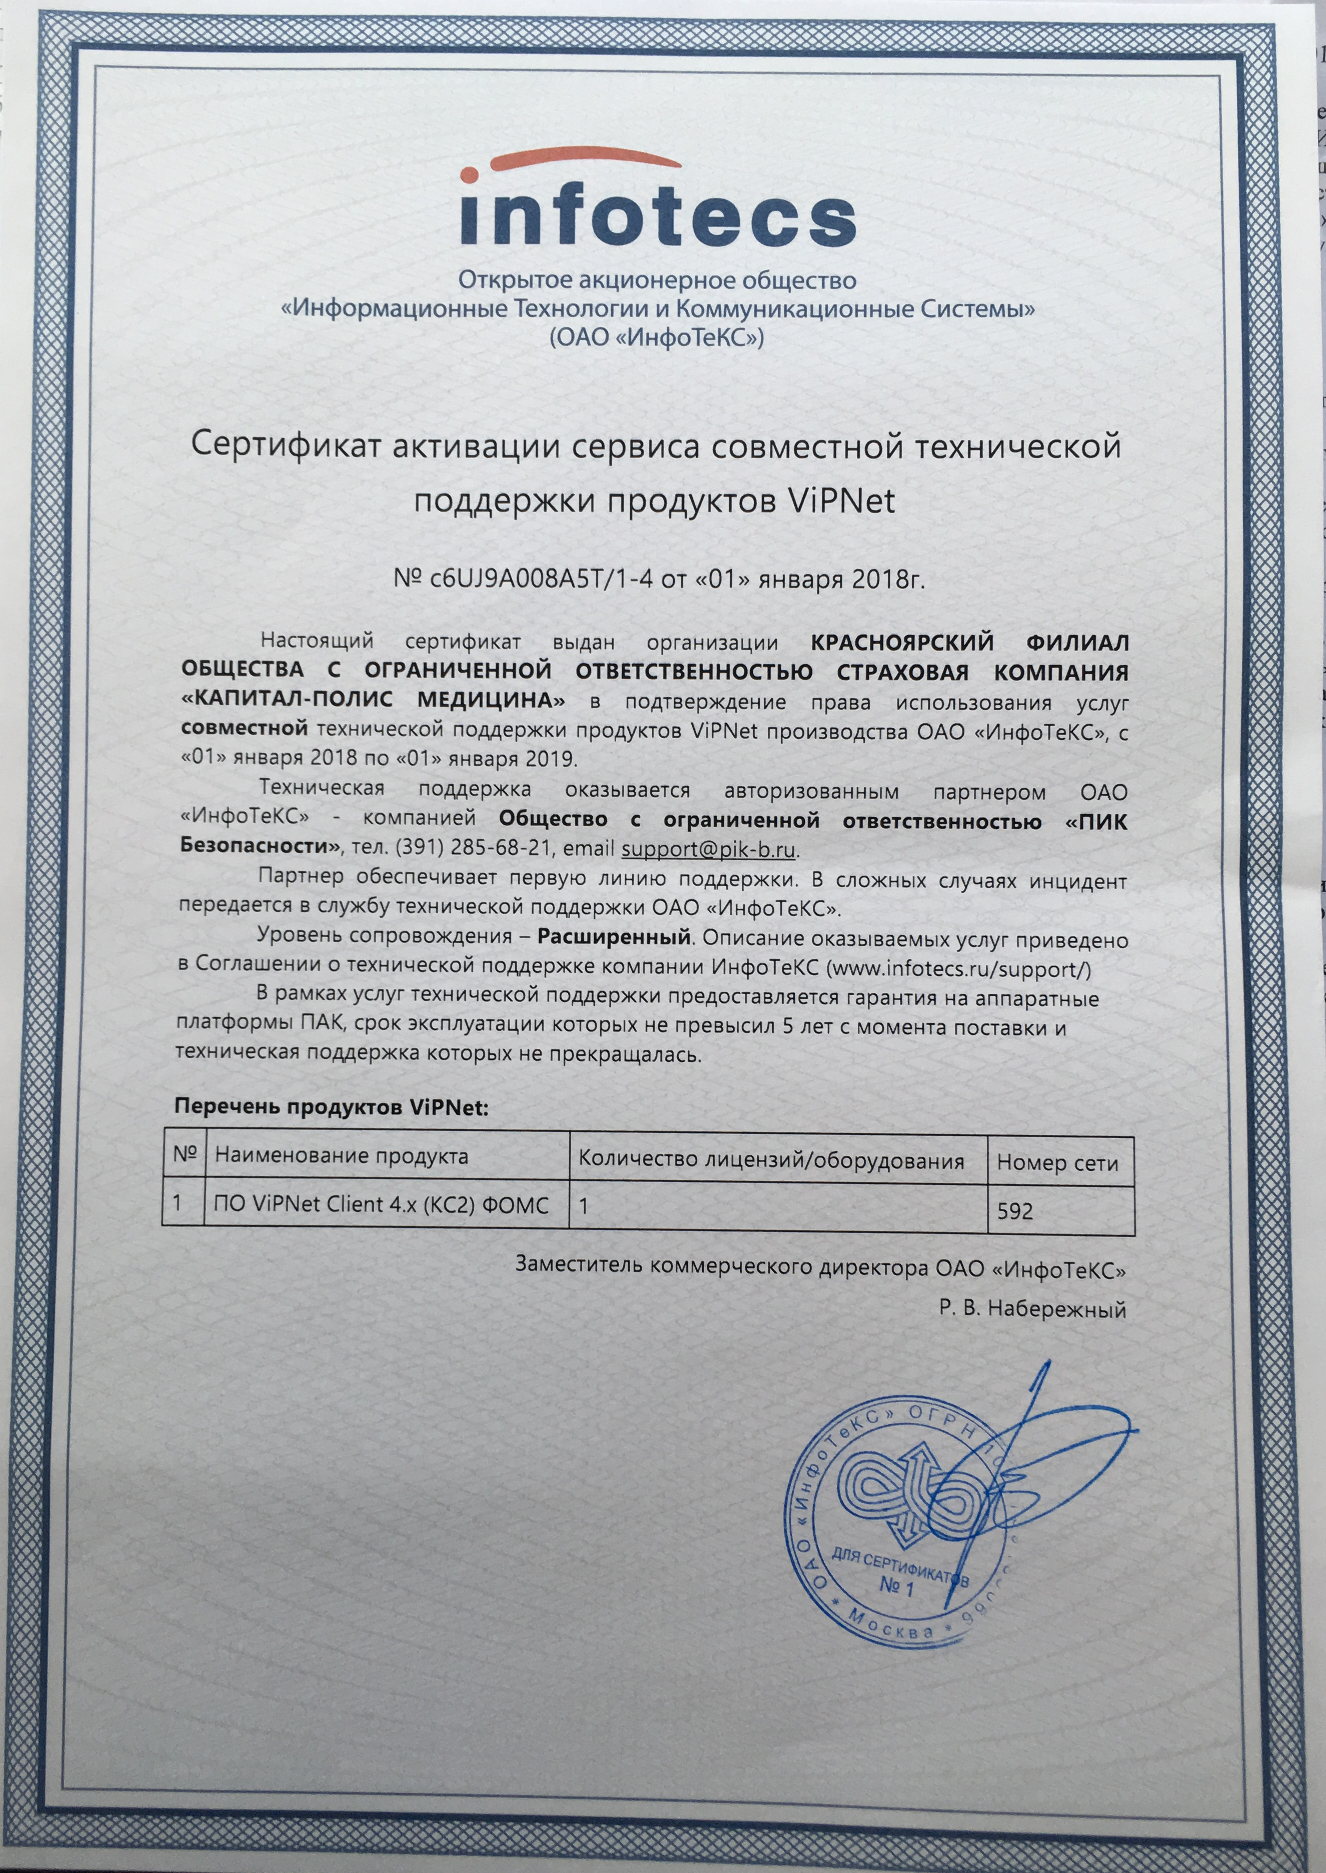 infotecs
Открытое акционерное общество
«Информационные Технологии и Коммуникационные Системы»
(ОАО «ИнфоТеКС»)
Сертификат активации сервиса совместной технической
поддержки продуктов ViPNet
№ c6UJ9A008A5T/1-4 от «01» января 2018г.
Настоящий сертификат выдан организации КРАСНОЯРСКИЙ ФИЛИАЛ
ОБЩЕСТВА С ОГРАНИЧЕННОЙ ОТВЕТСТВЕННОСТЬЮ СТРАХОВАЯ КОМПАНИЯ
«КАПИТАЛ-ПОЛИС МЕДИЦИНА» в подтверждение права использования услуг
совместной технической поддержки продуктов ViPNet производства ОАО «ИнфоТеКС», с
«01» января 2018 по «01» января 2019.
Техническая поддержка оказывается авторизованным партнером ОАО
«ИнфоТеКС» - компанией Общество с ограниченной ответственностью «ПИК
Безопасности», тел. (391) 285-68-21, email support@pik-b.ru.
Партнер обеспечивает первую линию поддержки. В сложных случаях инцидент
передается в службу технической поддержки ОАО «ИнфоТеКС».
Уровень сопровождения – Расширенный. Описание оказываемых услуг приведено
в Соглашении о технической поддержке компании ИнфоТеКС (www.infotecs.ru/support/)
В рамках услуг технической поддержки предоставляется гарантия на аппаратные
платформы ПАК, срок эксплуатации которых не превысил 5 лет с момента поставки и
техническая поддержка которых не прекращалась.
Перечень продуктов ViPNet:
№ Наименование продукта Количество лицензий/оборудования Номер сети
1 ПО ViPNet Client 4.x (КС2) ФОМС 1 592
Заместитель коммерческого директора ОАО «ИнфоТеКС»
Р. В. Набережный
* ОАО «ИнфоТеКС» ОГРН
ДЛЯ СЕРТИФИКАТОВ
№ 1
* Москва *